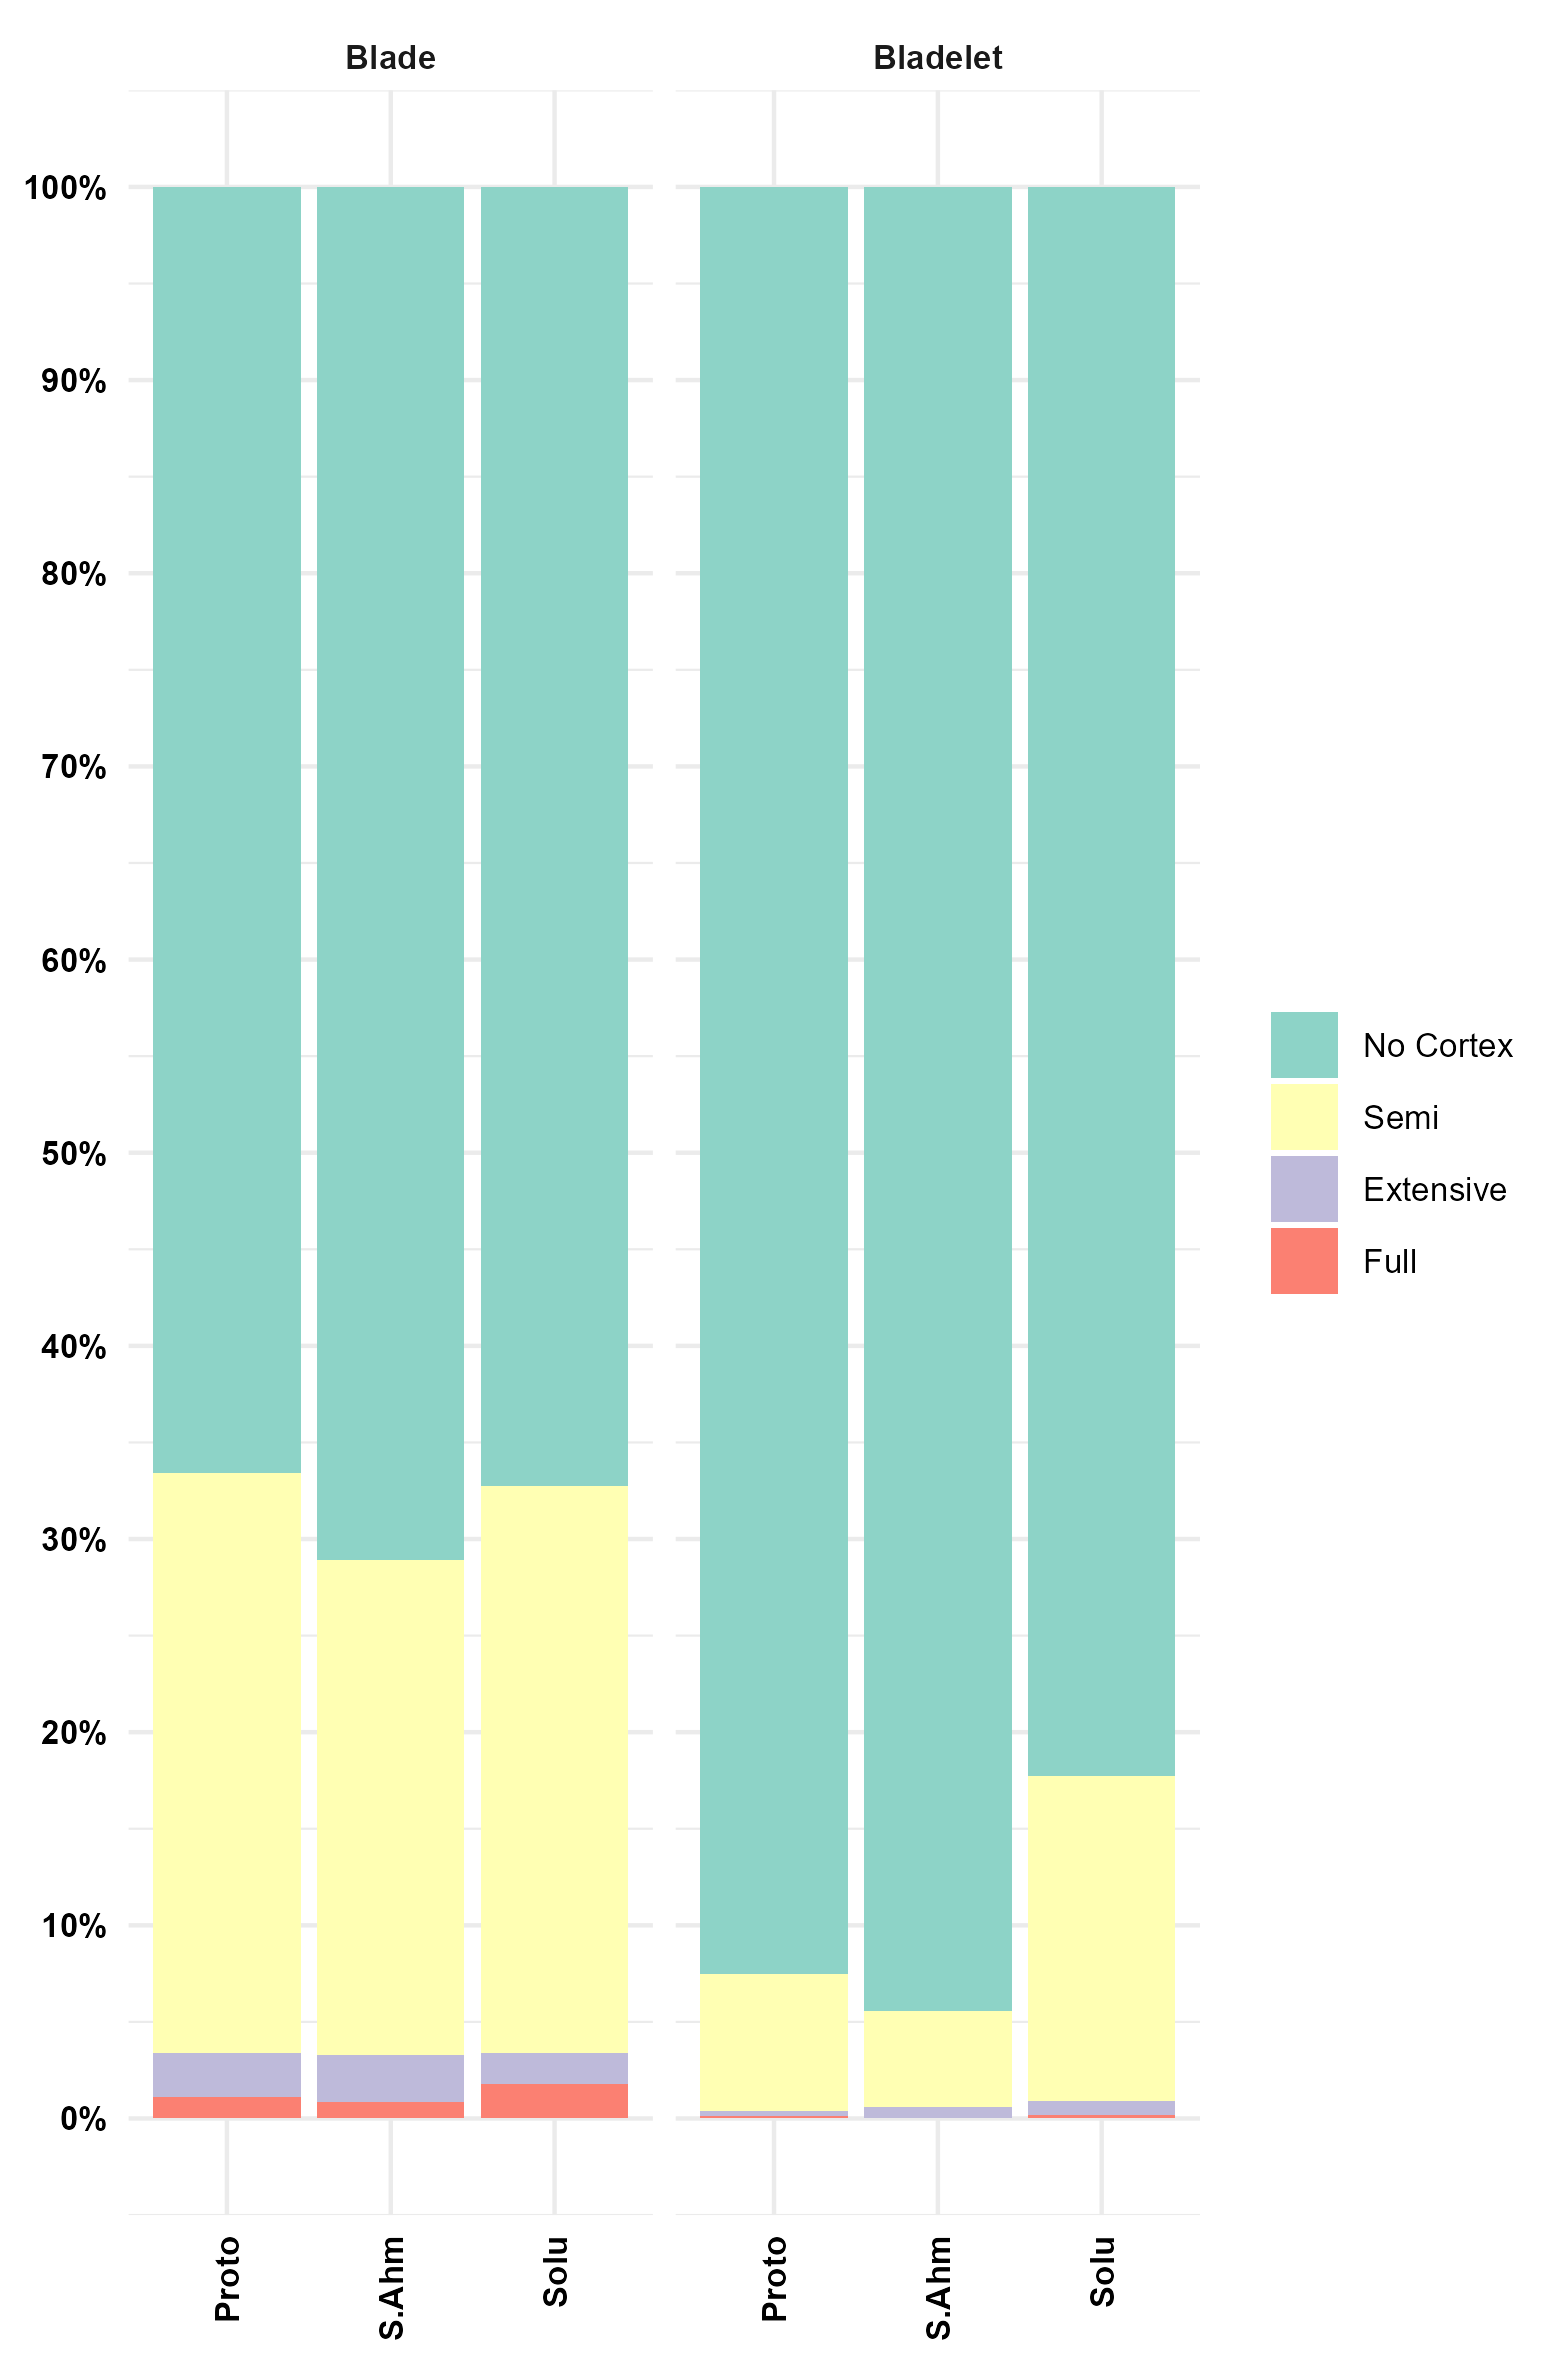 Blade
Bladelet
100%
90%
80%
70%
60%
50%
40%
30%
20%
10%
0%
No Cortex
Semi
Extensive
Full
Proto
S.Ahm
Solu
Proto
S.Ahm
Solu